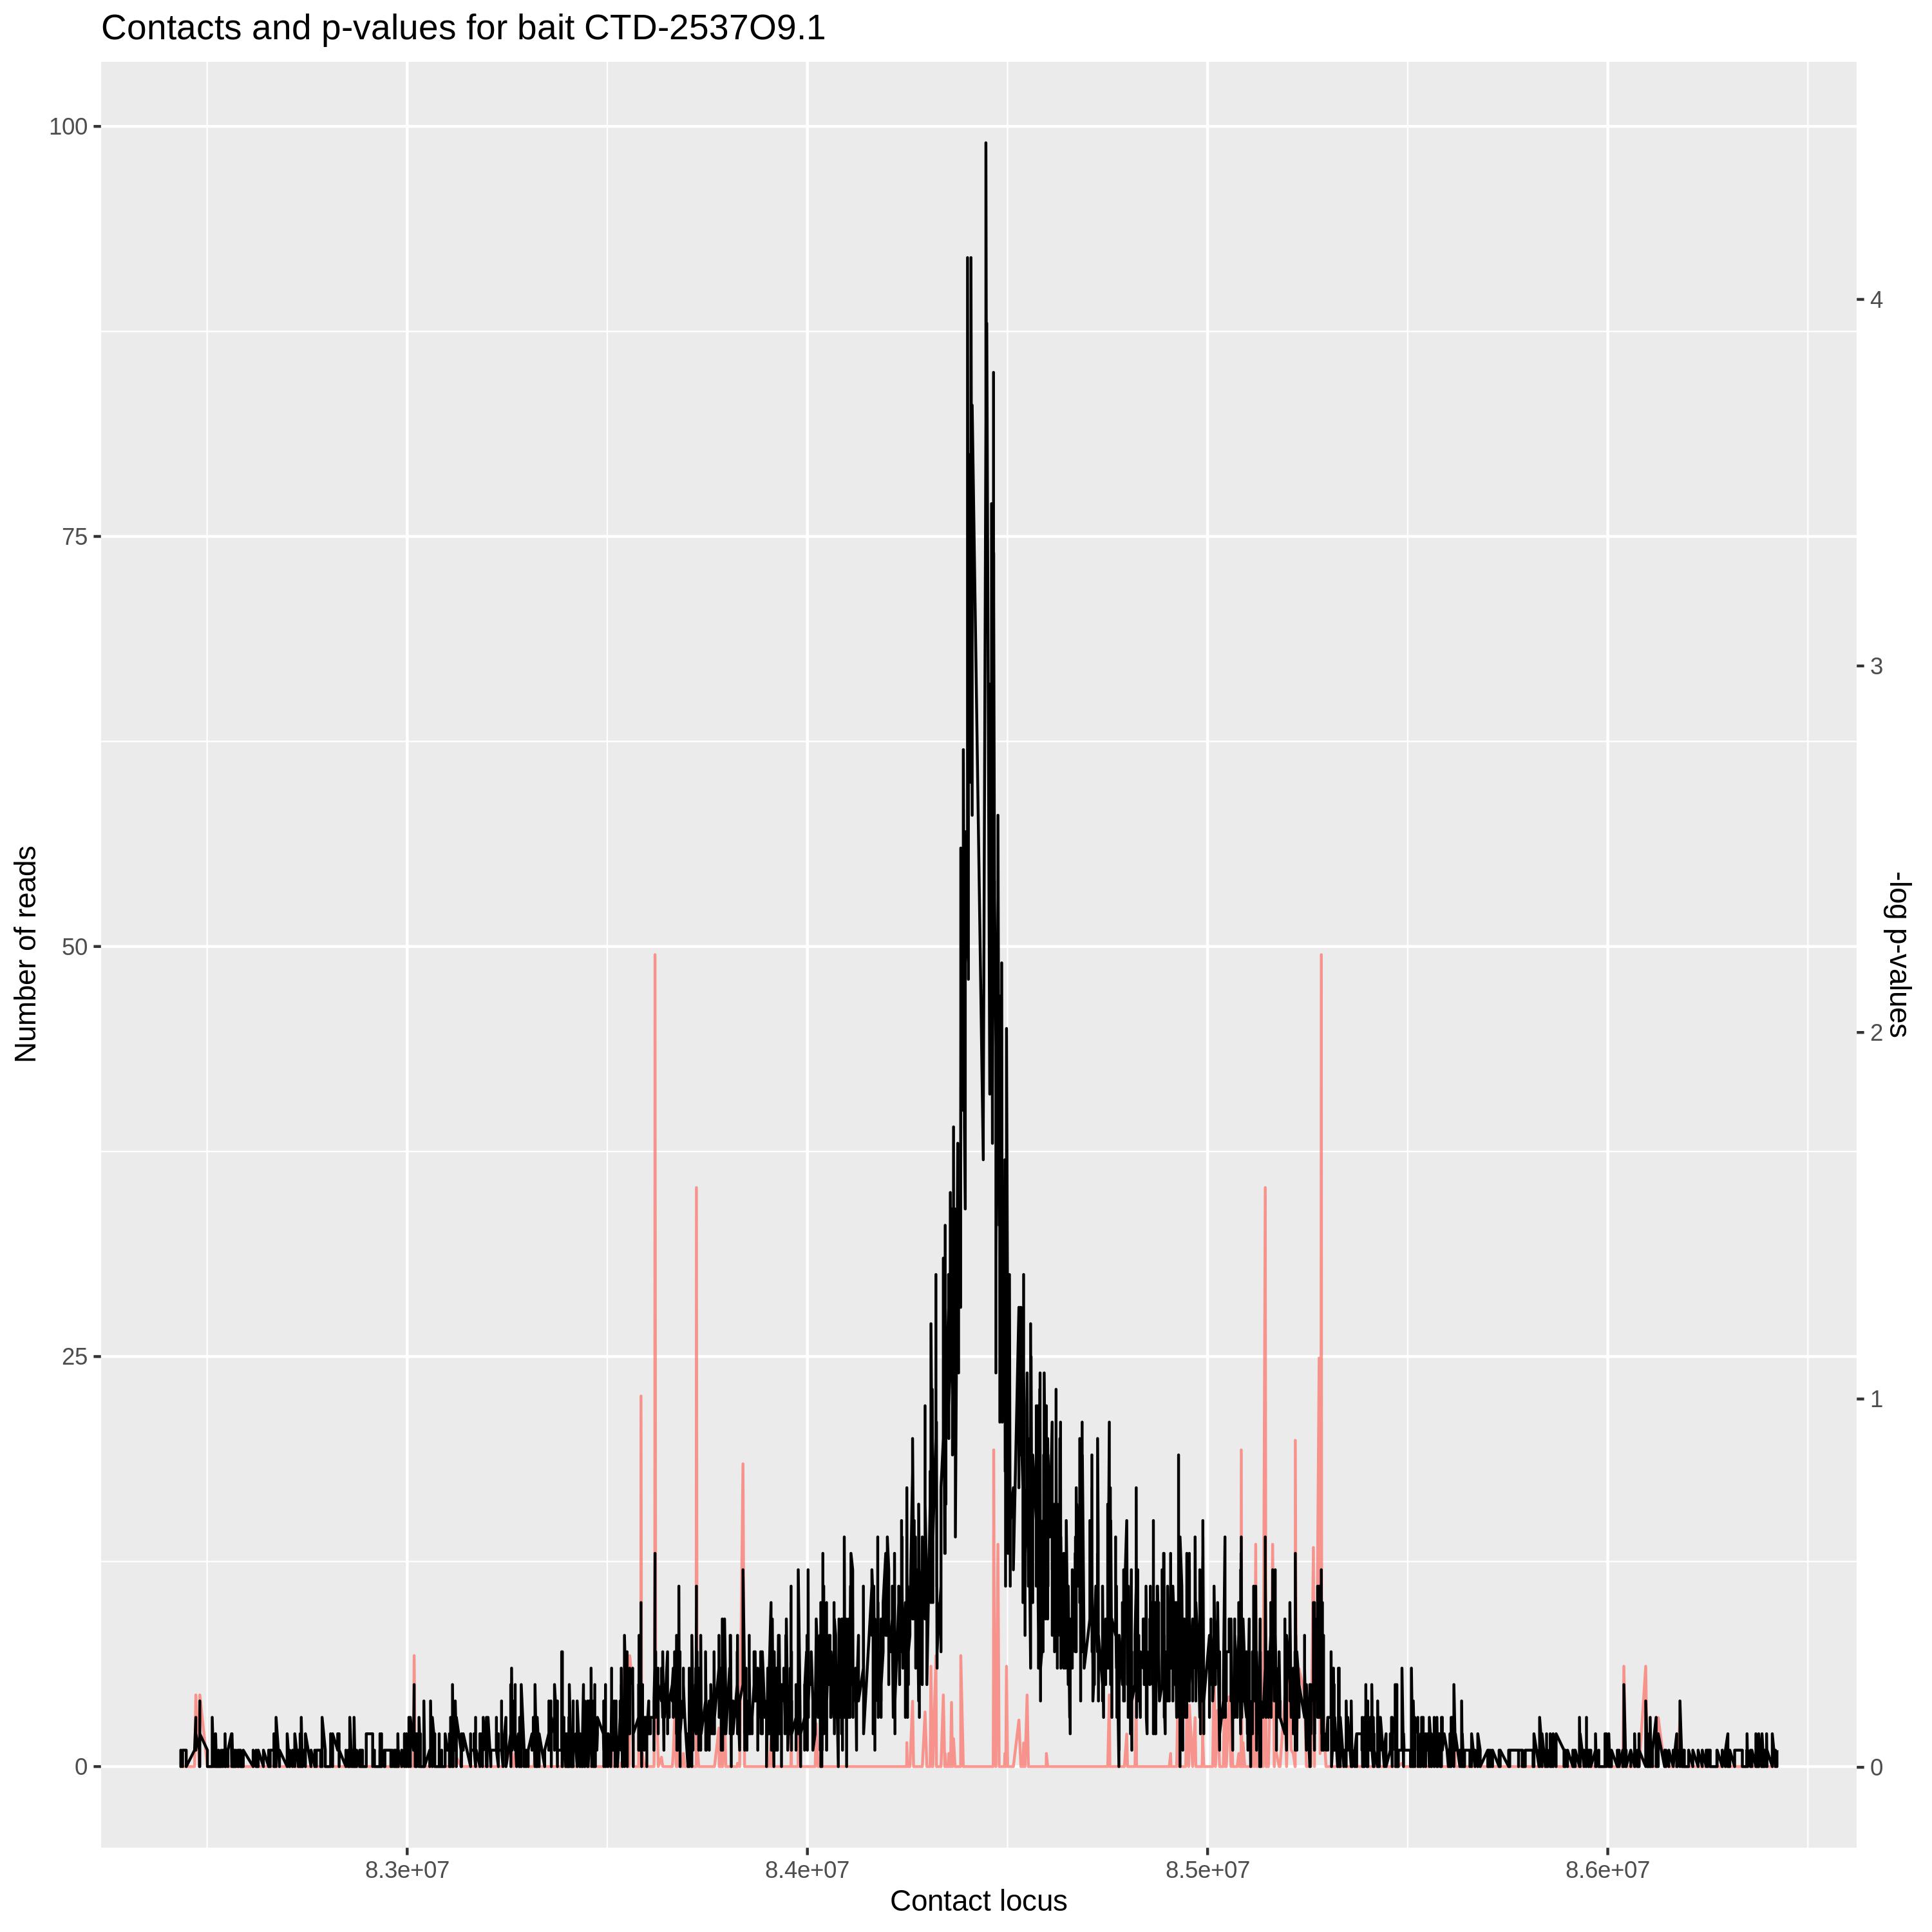 Contacts and p-values for bait CTD-2537O9.1
100
75
50
25
0
Number of reads
4
3
2
1
0
-log p-values
8.3e+07 8.4e+07 8.5e+07 8.6e+07
Contact locus